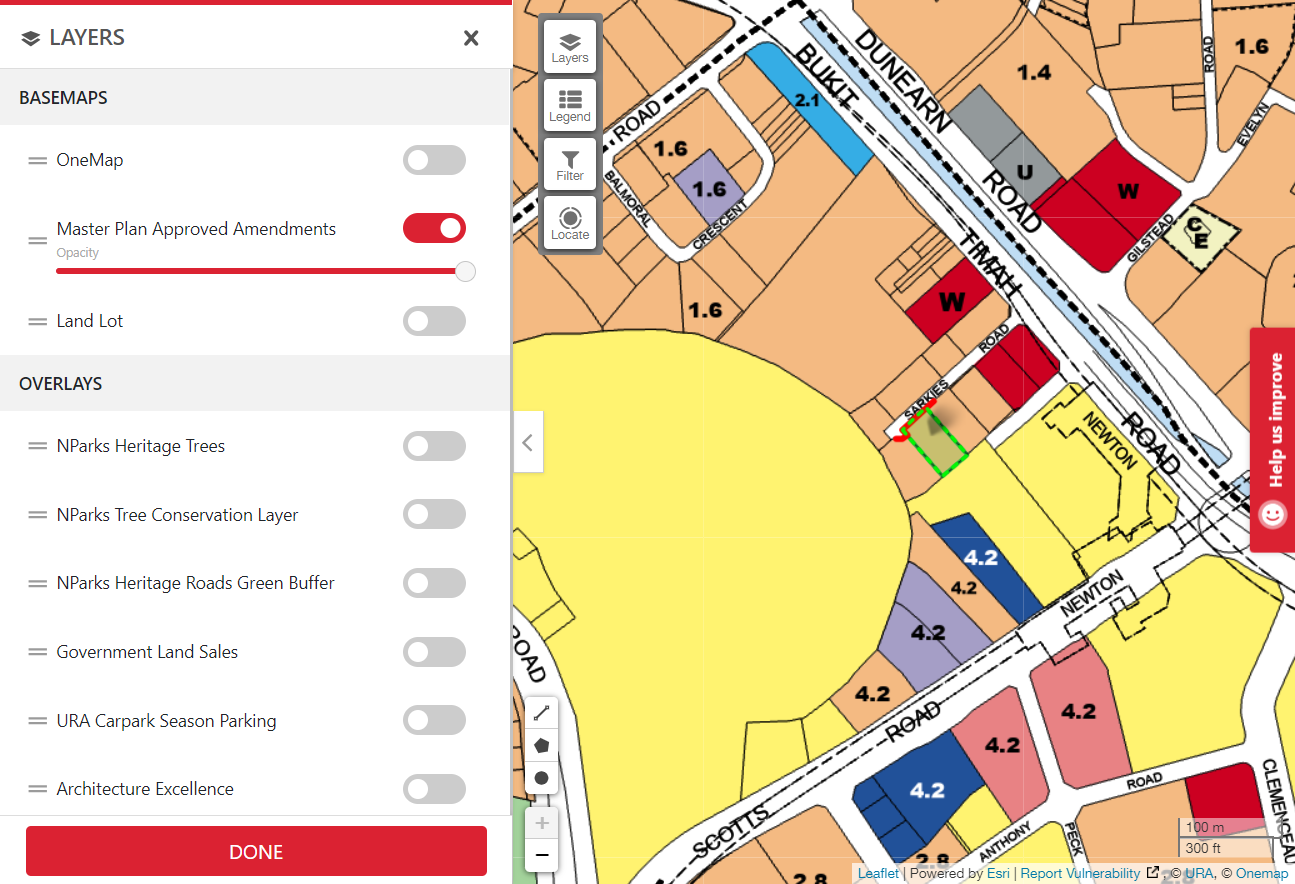 LAYERS
BASEMAPS
OneMap
Master Plan Approved Amendments
Opacity
Land Lot
OVERLAYS
NParks Heritage Trees
NParks Tree Conservation Layer
NParks Heritage Roads Green Buffer
Government Land Sales
URA Carpark Season Parking
Architecture Excellence
DONE
Layers
Legend
Filter
Locate
DUNEARN
ROAD
BUKIT
TIMAH
ROAD
ROAD
1.6
1.4
ROAD
EVELYN
2.1
1.6
1.6
BALMORAL
CRESCENT
U
W
GILSTEAD
1.6
W
ROAD
SARKIES
NEWTON
4.2
4.2
4.2
4.2
NEWTON
ROAD
SCOTTS
ROAD
4.2
4.2
4.2
ROAD
CLEMENCEAU
ANTHONY
PECK
2.8
2.8
Help us improve
+
−
100 m
300 ft
Leaflet | Powered by Esri | Report Vulnerability , © URA, © Onemap